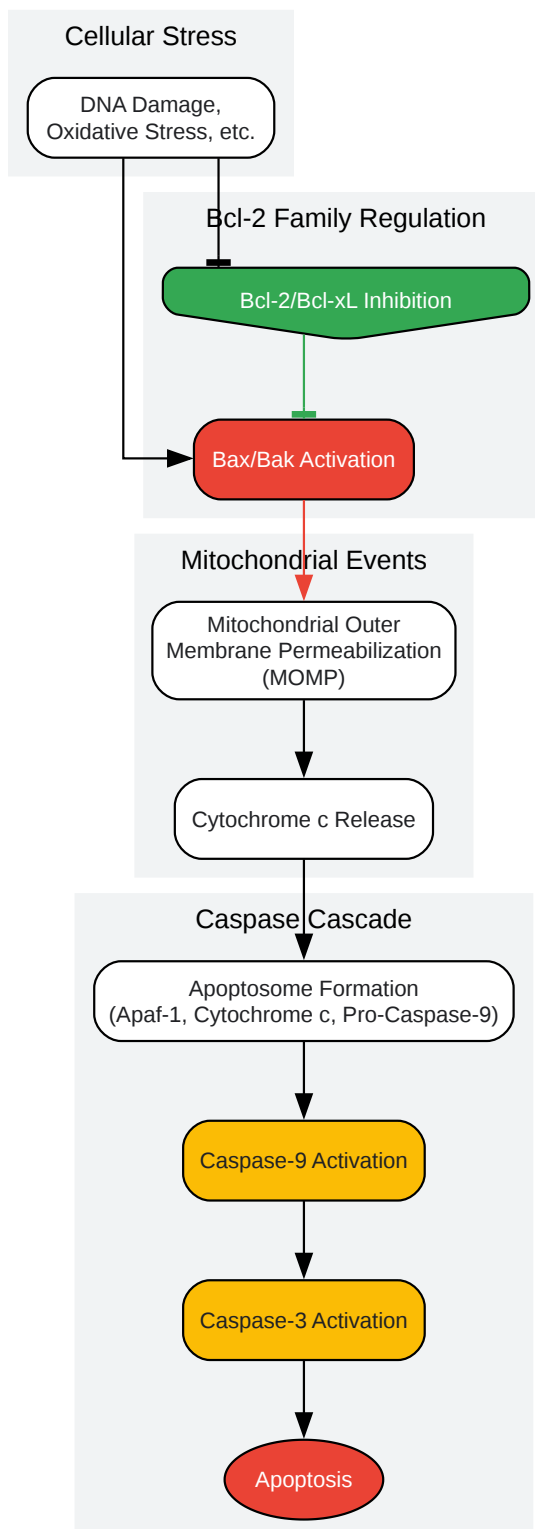 Cellular Stress
DNA Damage,
Oxidative Stress, etc.
Bcl-2 Family Regulation
Bcl-2/Bcl-xL Inhibition
Bax/Bak Activation
Mitochondrial Events
Mitochondrial Outer
Membrane Permeabilization
(MOMP)
Cytochrome c Release
Caspase Cascade
Apoptosome Formation
(Apaf-1, Cytochrome c, Pro-Caspase-9)
Caspase-9 Activation
Caspase-3 Activation
Apoptosis